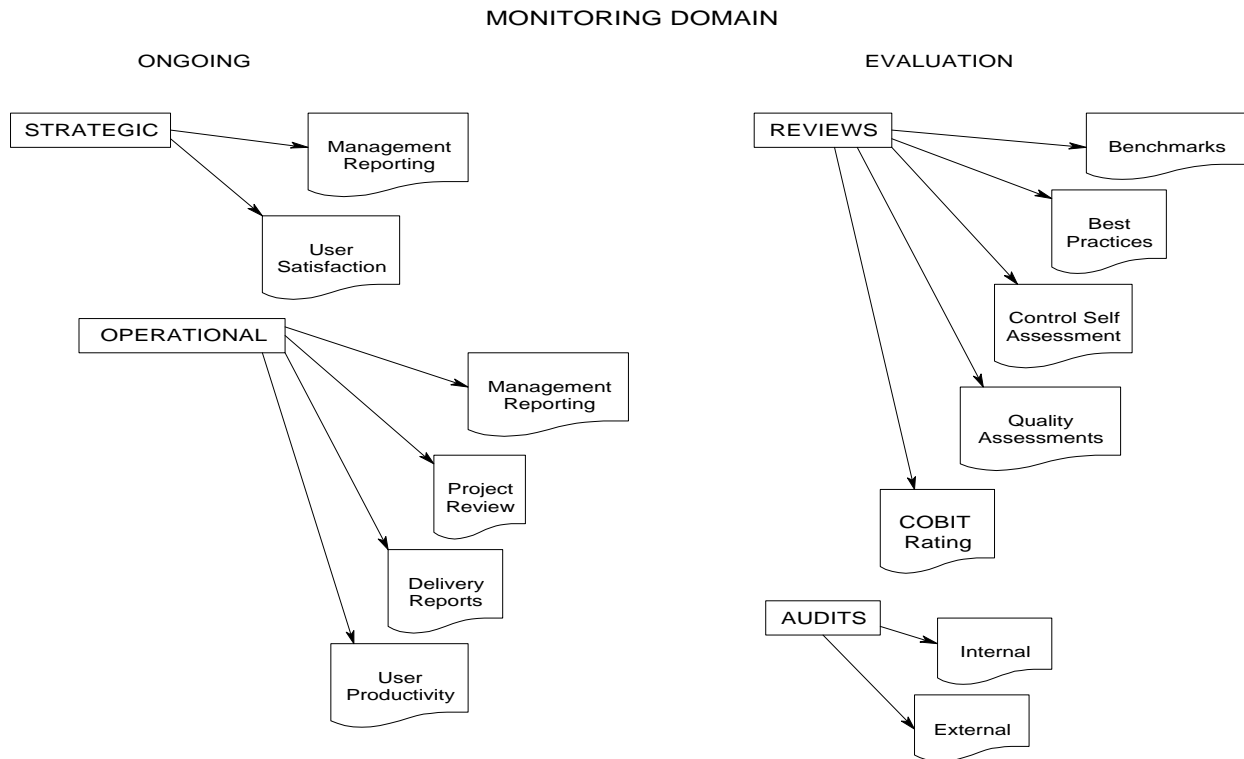 MONITORING DOMAIN
ONGOING
STRATEGIC
Management
Reporting
User
Satisfaction
OPERATIONAL
Management
Reporting
Project
Review
Delivery
Reports
User
Productivity
EVALUATION
REVIEWS
Benchmarks
Best
Practices
Control Self
Assessment
Quality
Assessments
COBIT
Rating
AUDITS
Internal
External